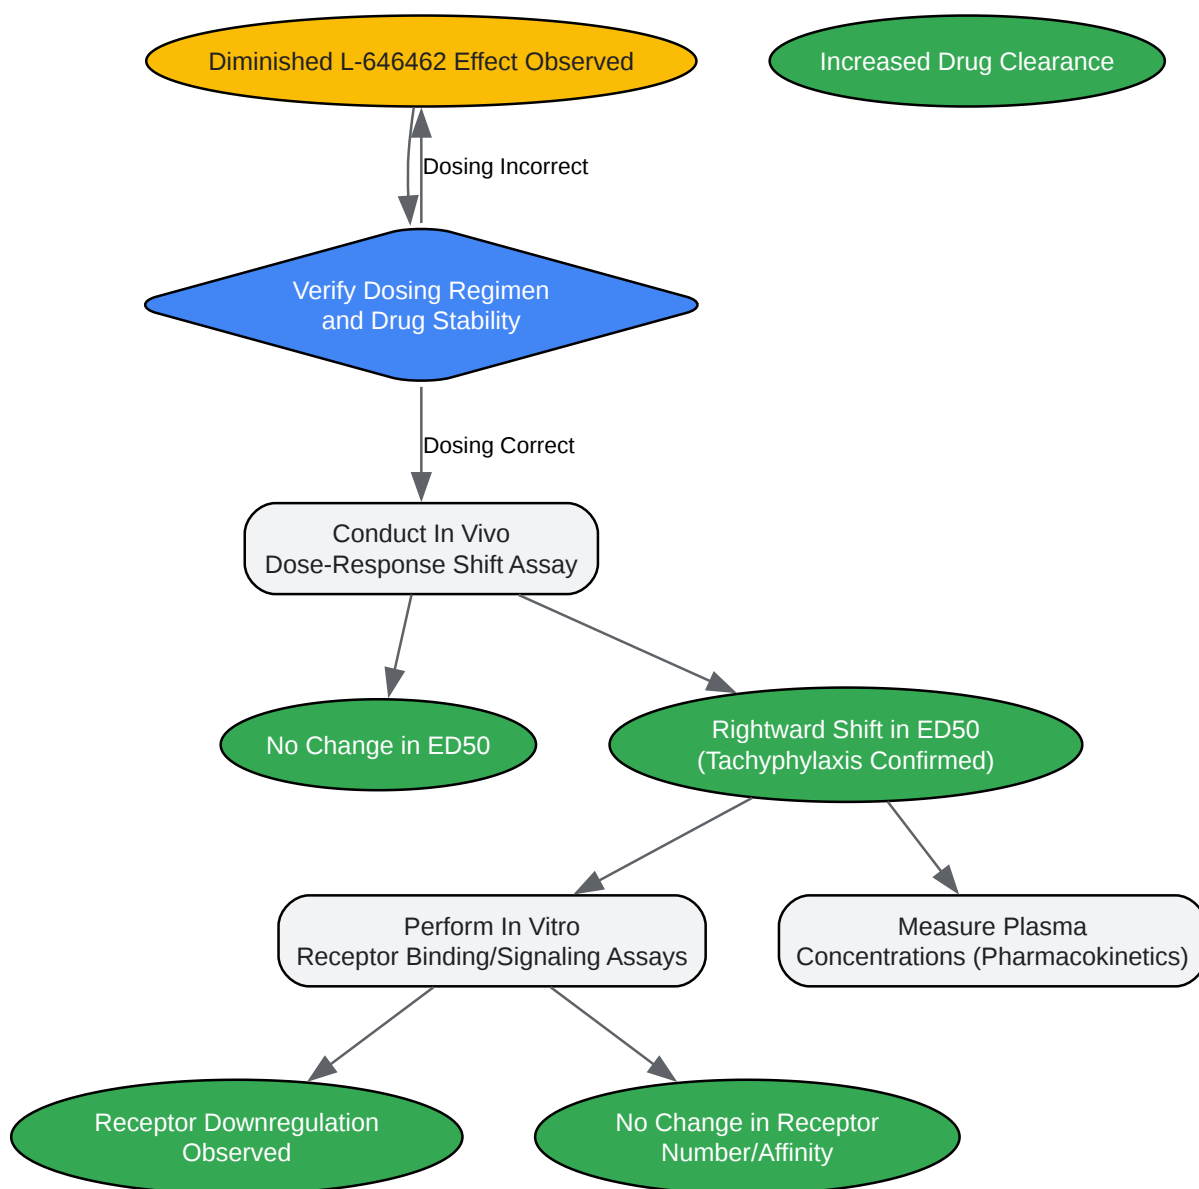 Diminished L-646462 Effect Observed
Increased Drug Clearance
Dosing Incorrect
Verify Dosing Regimen
and Drug Stability
Dosing Correct
Conduct In Vivo
Dose-Response Shift Assay
No Change in ED50
Rightward Shift in ED50
(Tachyphylaxis Confirmed)
Perform In Vitro
Receptor Binding/Signaling Assays
Measure Plasma
Concentrations (Pharmacokinetics)
Receptor Downregulation
Observed
No Change in Receptor
Number/Affinity